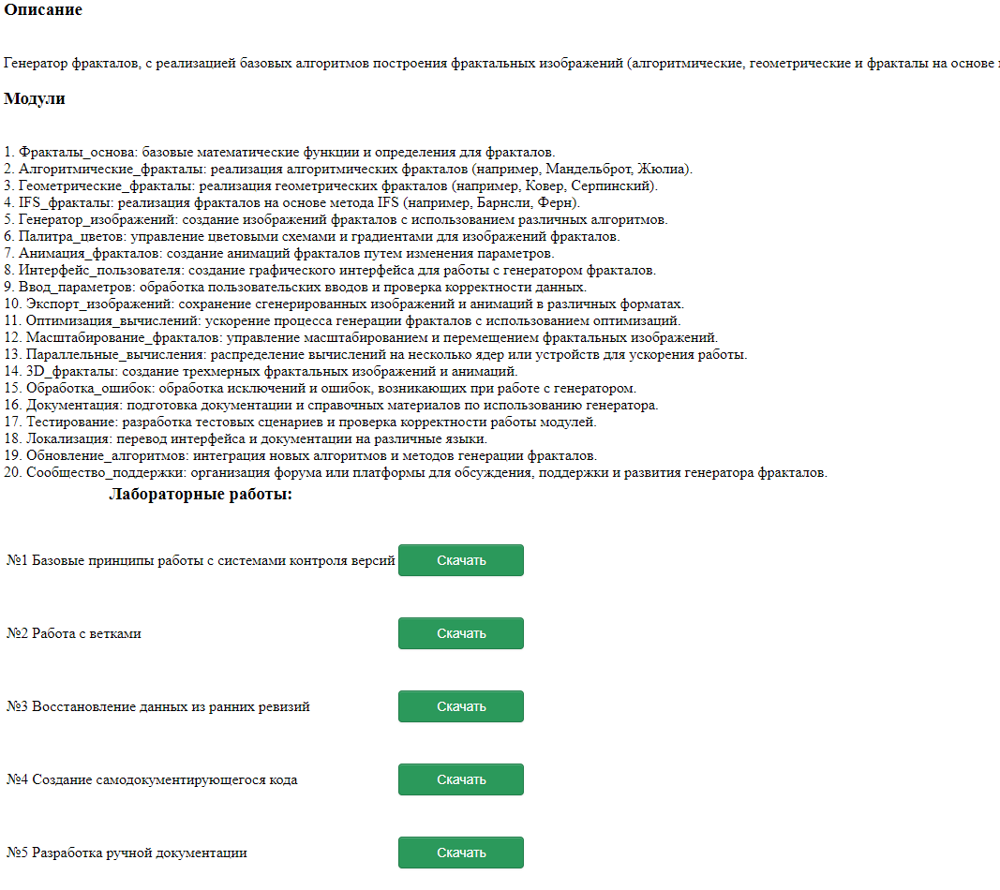 Описание
Генератор фракталов, с реализацией базовых алгоритмов построения фрактальных изображений (алгоритмические, геометрические и фракталы на основе
Модули
1. Фракталы_основа: базовые математические функции и определения для фракталов.
2. Алгоритмические_фракталы: реализация алгоритмических фракталов (например, Мандельброт, Жюлиа).
3. Геометрические_фракталы: реализация геометрических фракталов (например, Ковер, Серпинский).
4. IFS_фракталы: реализация фракталов на основе метода IFS (например, Барнсли, Ферн).
5. Генератор_изображений: создание изображений фракталов с использованием различных алгоритмов.
6. Палитра_цветов: управление цветовыми схемами и градиентами для изображений фракталов.
7. Анимация_фракталов: создание анимаций фракталов путем изменения параметров.
8. Интерфейс_пользователя: создание графического интерфейса для работы с генератором фракталов.
9. Ввод_параметров: обработка пользовательских вводов и проверка корректности данных.
10. Экспорт_изображений: сохранение сгенерированных изображений и анимаций в различных форматах.
11. Оптимизация_вычислений: ускорение процесса генерации фракталов с использованием оптимизаций.
12. Масштабирование_фракталов: управление масштабированием и перемещением фрактальных изображений.
13. Параллельные_вычисления: распределение вычислений на несколько ядер или устройств для ускорения работы.
14. 3D_фракталы: создание трехмерных фрактальных изображений и анимаций.
15. Обработка_ошибок: обработка исключений и ошибок, возникающих при работе с генератором.
16. Документация: подготовка документации и справочных материалов по использованию генератора.
17. Тестирование: разработка тестовых сценариев и проверка корректности работы модулей.
18. Локализация: перевод интерфейса и документации на различные языки.
19. Обновление_алгоритмов: интеграция новых алгоритмов и методов генерации фракталов.
20. Сообщество_поддержки: организация форума или платформы для обсуждения, поддержки и развития генератора фракталов.
Лабораторные работы:
№1 Базовые принципы работы с системами контроля версий Скачать
№2 Работа с ветками Скачать
№3 Восстановление данных из ранних ревизий Скачать
№4 Создание самодокументирующегося кода Скачать
№5 Разработка ручной документации Скачать